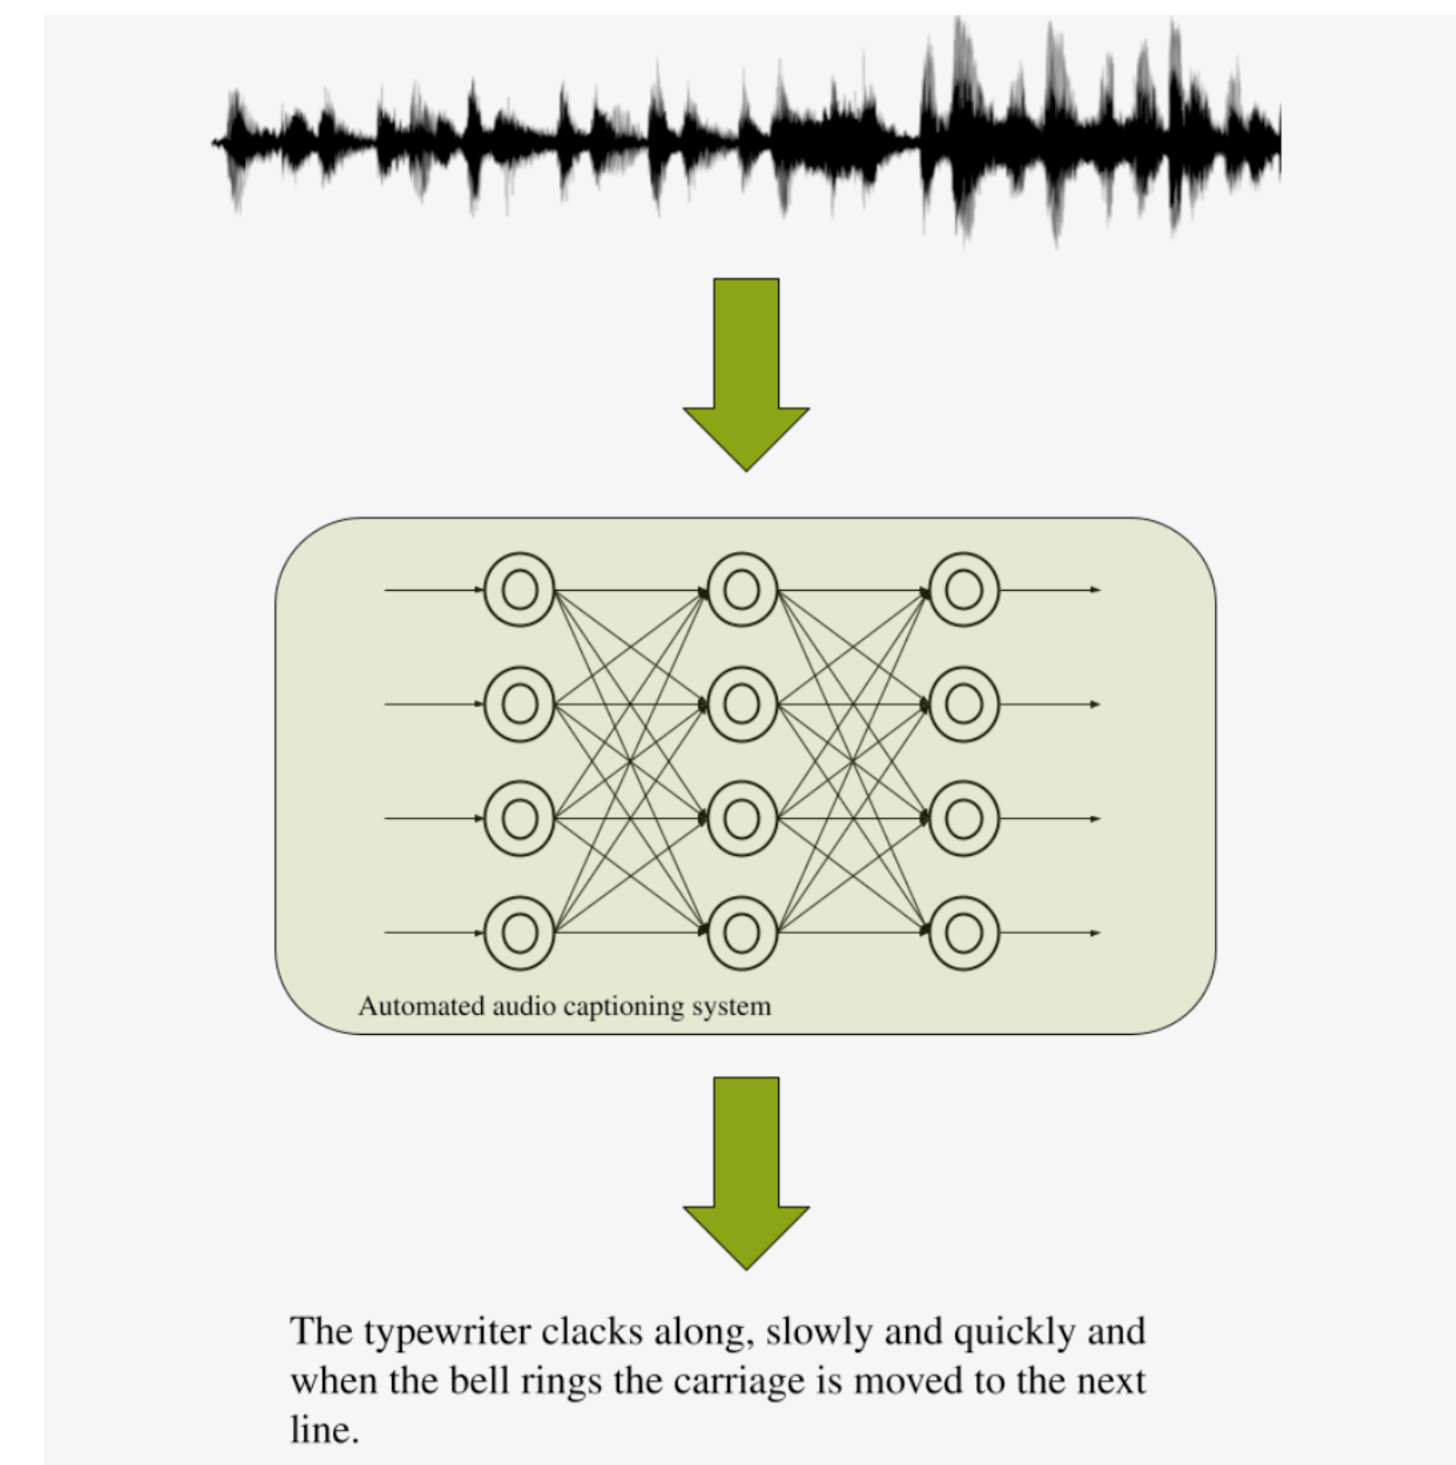 Automated audio captioning system
The typewriter clacks along, slowly and quickly and
when the bell rings the carriage is moved to the next
line.